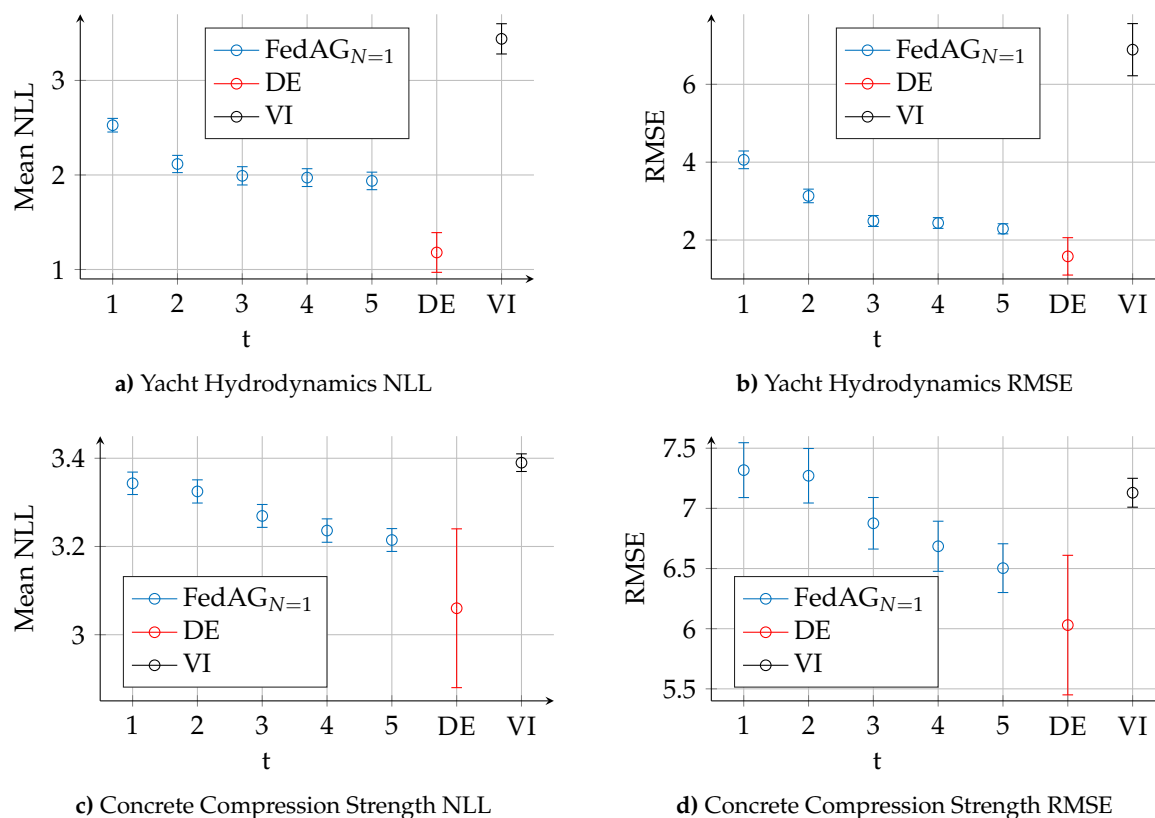 Mean NLL
3
2
1
FedAG_{N=1}
DE
VI
1 2 3 4 5 DE VI
t
a) Yacht Hydrodynamics NLL
RMSE
6
4
2
FedAG_{N=1}
DE
VI
1 2 3 4 5 DE VI
t
b) Yacht Hydrodynamics RMSE
Mean NLL
3.4
3.2
3
FedAG_{N=1}
DE
VI
1 2 3 4 5 DE VI
t
c) Concrete Compression Strength NLL
RMSE
7.5
7
6.5
6
5.5
FedAG_{N=1}
DE
VI
1 2 3 4 5 DE VI
t
d) Concrete Compression Strength RMSE